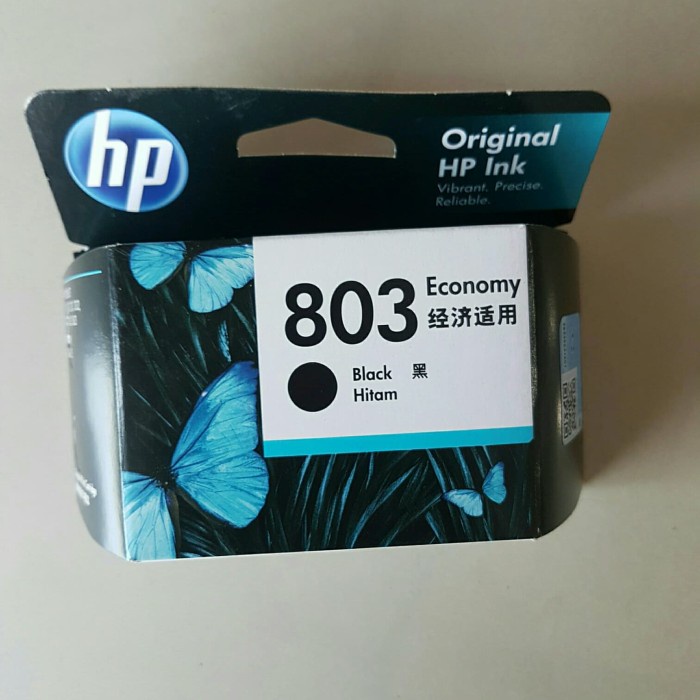 hp
Original
HP Ink
Vibrant. Precise.
Reliable.
803 Economy
经济适用
Black 黑
Hitam